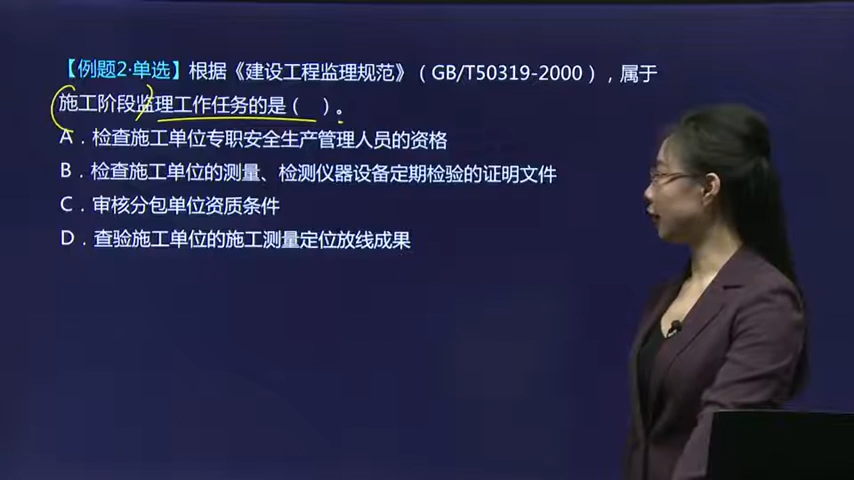 【例题2·单选】根据《建设工程监理规范》（GB/T50319-2000），属于
施工阶段监理工作任务的是（ ）。
A．检查施工单位专职安全生产管理人员的资格
B．检查施工单位的测量、检测仪器设备定期检验的证明文件
C．审核分包单位资质条件
D．查验施工单位的施工测量定位放线成果